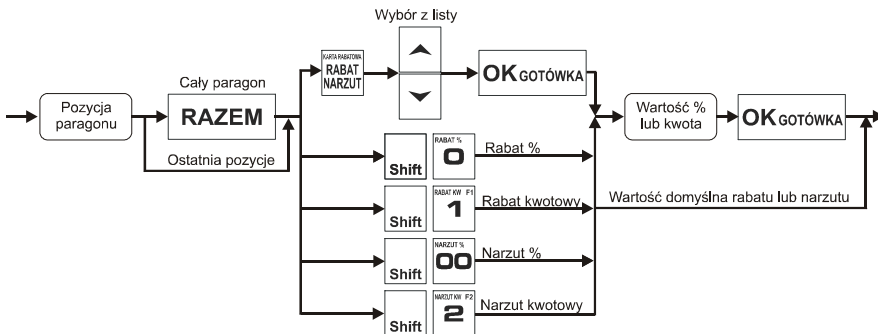 Wybór z listy
KARTA RABATOWA
RABAT
NARZUT
OK GOTÓWKA
Cały paragon
Pozycja
paragonu
RAZEM
Ostatnia pozycje
Wartość %
lub kwota
OK GOTÓWKA
Shift
RABAT %
0
Rabat %
Shift
RABAT KW F1
1
Rabat kwotowy
Wartość domyślna rabatu lub narzutu
Shift
NARZUT %
00
Narzut %
Shift
NARZUT KW F2
2
Narzut kwotowy